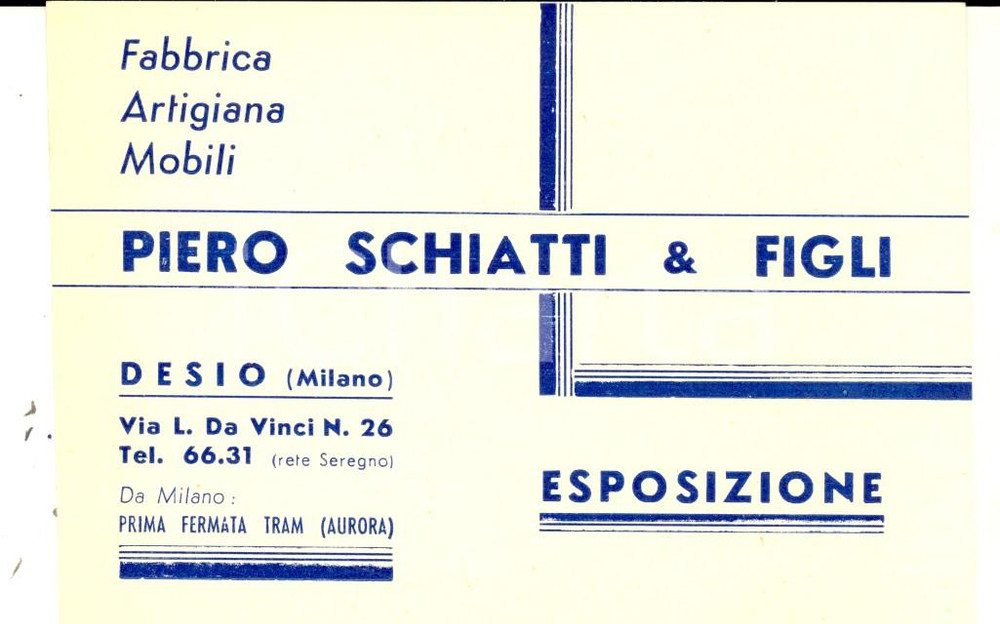 Fabbrica
Artigiana
Mobili
PIERO SCHIATTI & FIGLI
DESIO (Milano)
Via L. Da Vinci N. 26
Tel. 66.31 (rete Seregno)
Da Milano:
PRIMA FERMATA TRAM (AURORA)
ESPOSIZIONE